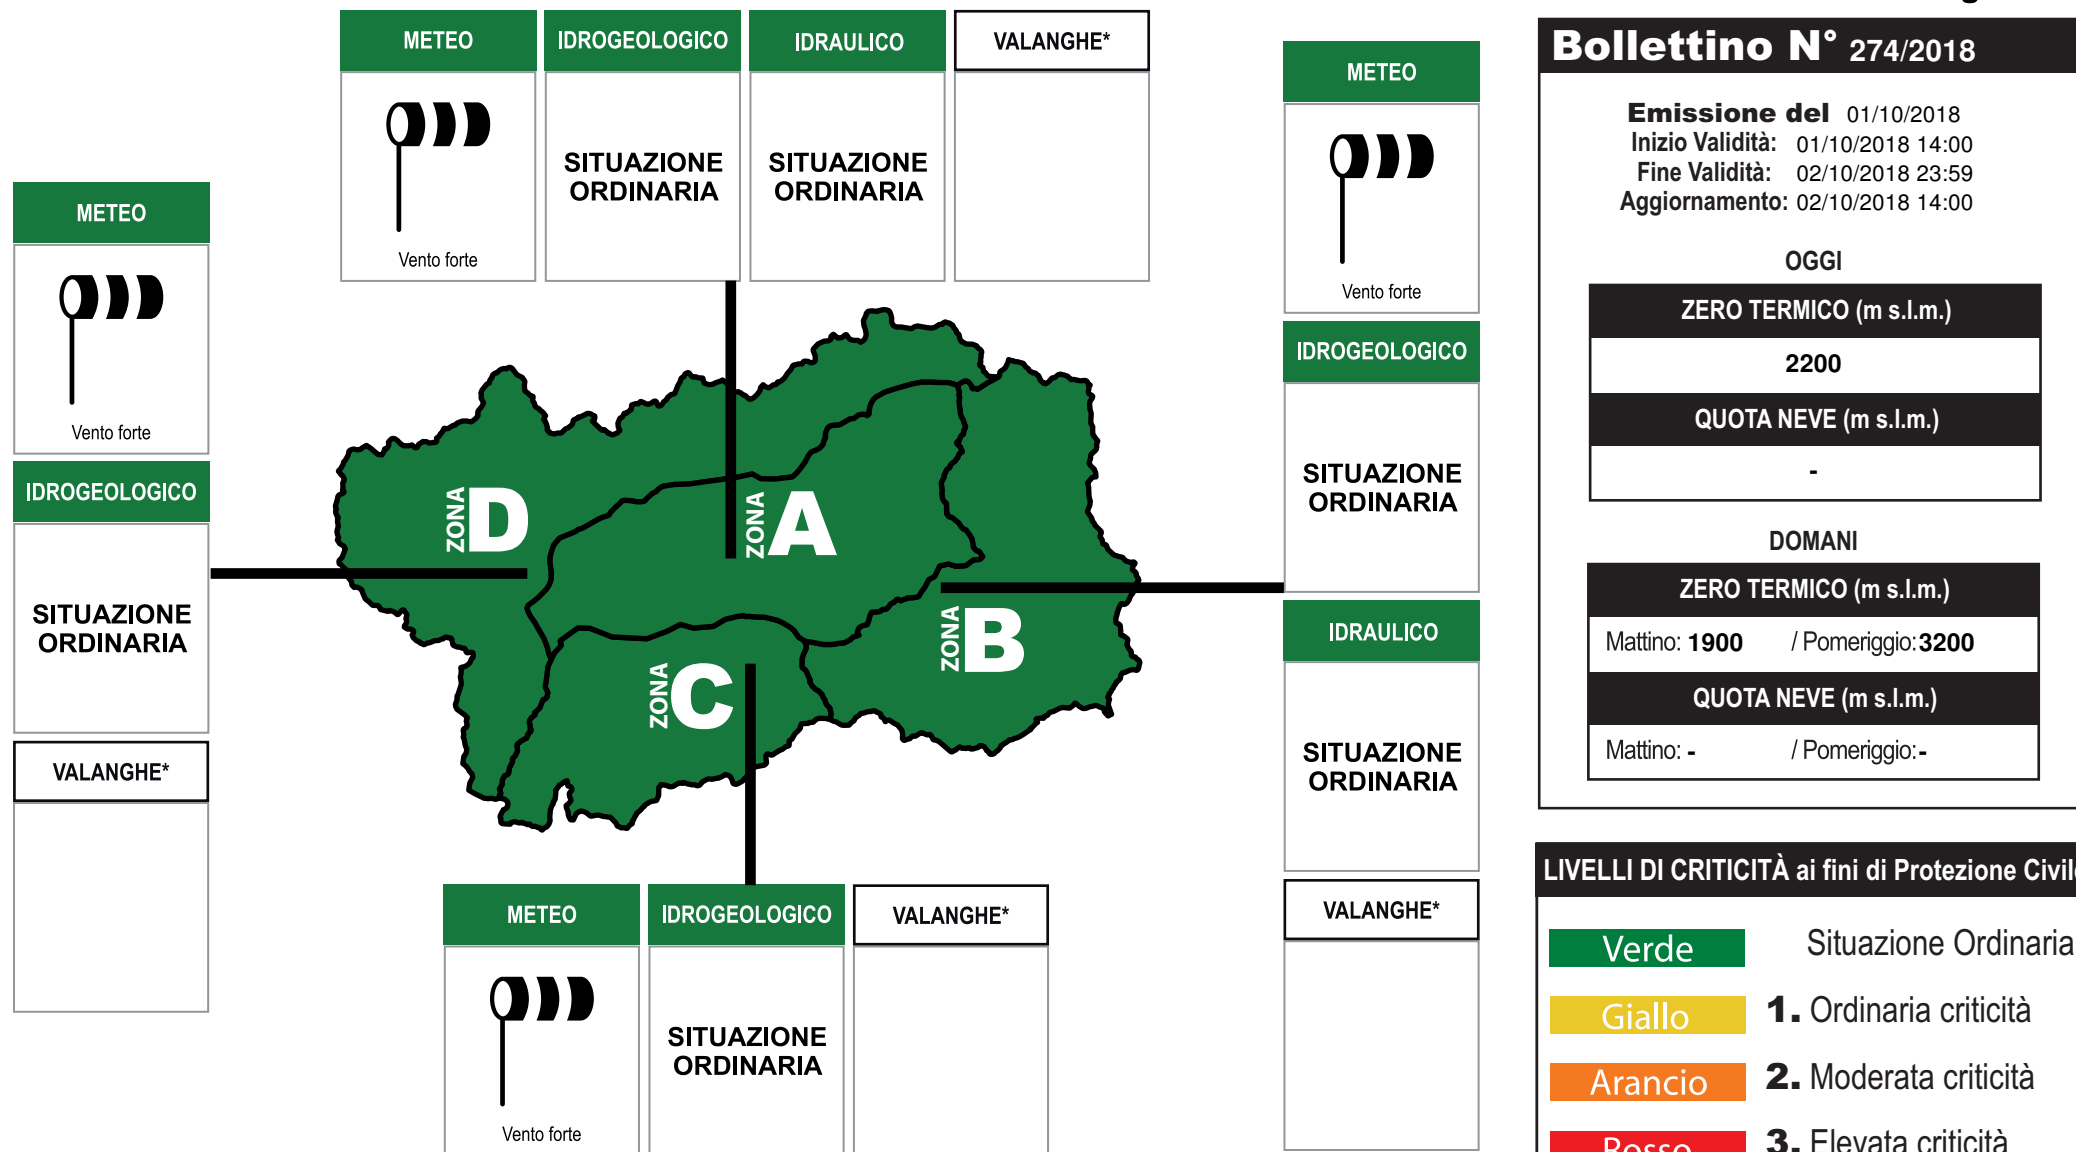 METEO
IDROGEOLOGICO
IDRAULICO
VALANGHE*
Vento forte
SITUAZIONE
ORDINARIA
SITUAZIONE
ORDINARIA
METEO
Vento forte
IDROGEOLOGICO
SITUAZIONE
ORDINARIA
VALANGHE*
METEO
Vento forte
IDROGEOLOGICO
SITUAZIONE
ORDINARIA
IDRAULICO
SITUAZIONE
ORDINARIA
VALANGHE*
ZONA D
ZONA A
ZONA B
ZONA C
METEO
IDROGEOLOGICO
VALANGHE*
Vento forte
SITUAZIONE
ORDINARIA
Bollettino N° 274/2018
Emissione del 01/10/2018
Inizio Validità: 01/10/2018 14:00
Fine Validità: 02/10/2018 23:59
Aggiornamento: 02/10/2018 14:00
OGGI
ZERO TERMICO (m s.l.m.)
2200
QUOTA NEVE (m s.l.m.)
-
DOMANI
ZERO TERMICO (m s.l.m.)
Mattino: 1900 / Pomeriggio: 3200
QUOTA NEVE (m s.l.m.)
Mattino: - / Pomeriggio: -
LIVELLI DI CRITICITÀ ai fini di Protezione Civile
Verde Situazione Ordinaria
Giallo 1. Ordinaria criticità
Arancio 2. Moderata criticità
Rosso 3. Elevata criticità